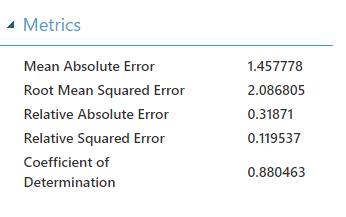 Metrics
Mean Absolute Error 1.457778
Root Mean Squared Error 2.086805
Relative Absolute Error 0.31871
Relative Squared Error 0.119537
Coefficient of
Determination 0.880463